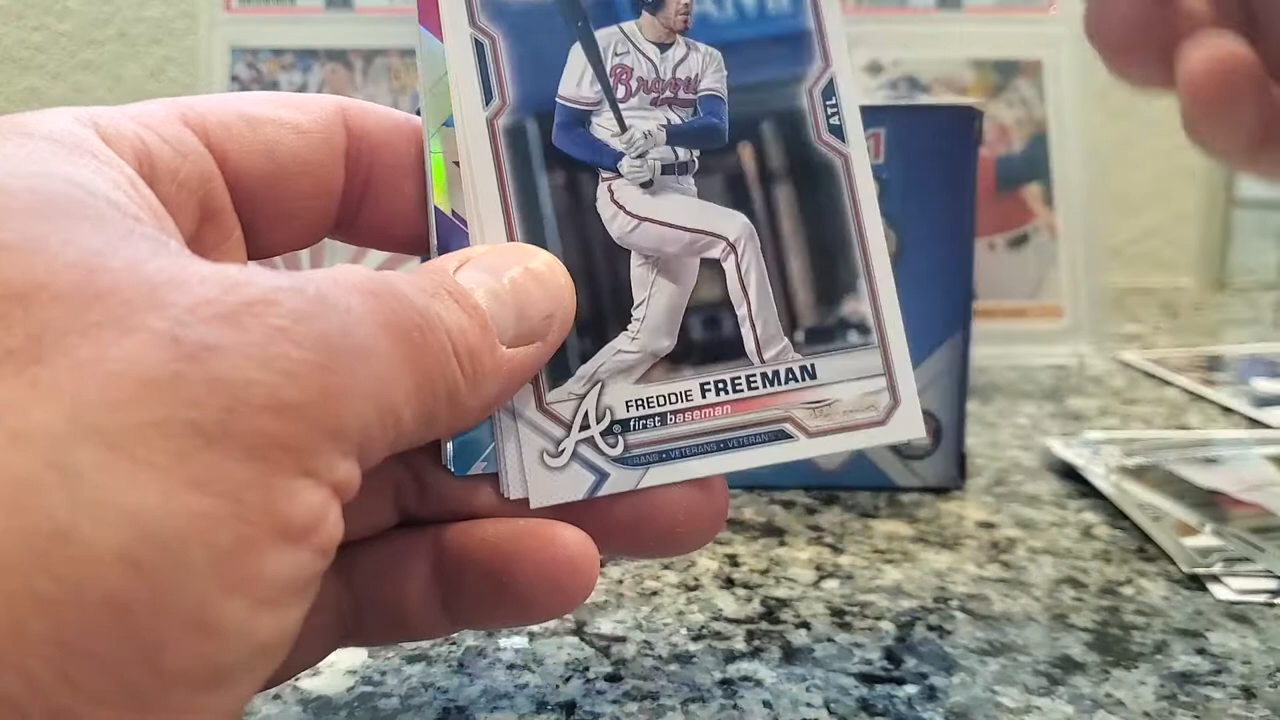 Braves
ATL
FREDDIE FREEMAN
A® first baseman
VETERANS • VETERANS